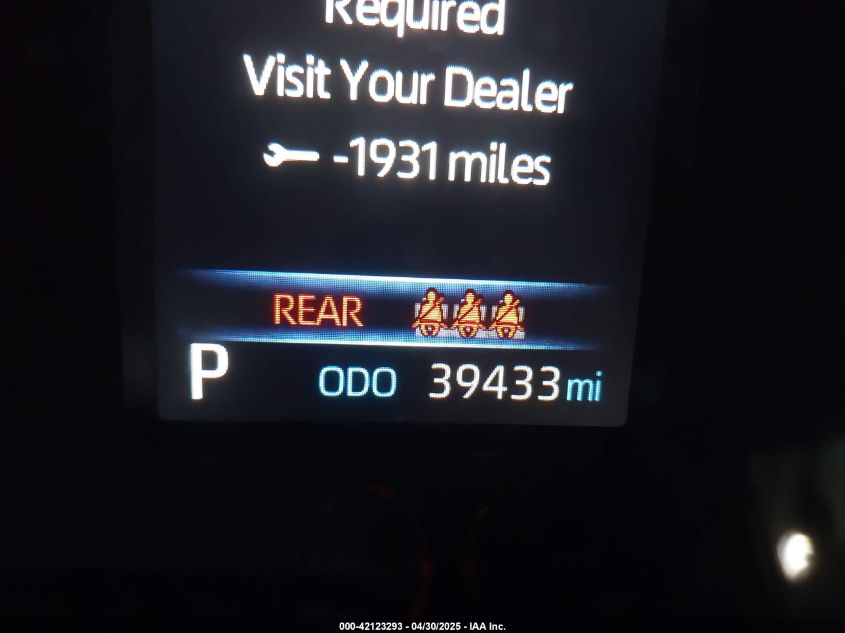 Required
Visit Your Dealer
-1931 miles
REAR
P ODO 39433 mi
000-42123293 - 04/30/2025 - IAA Inc.